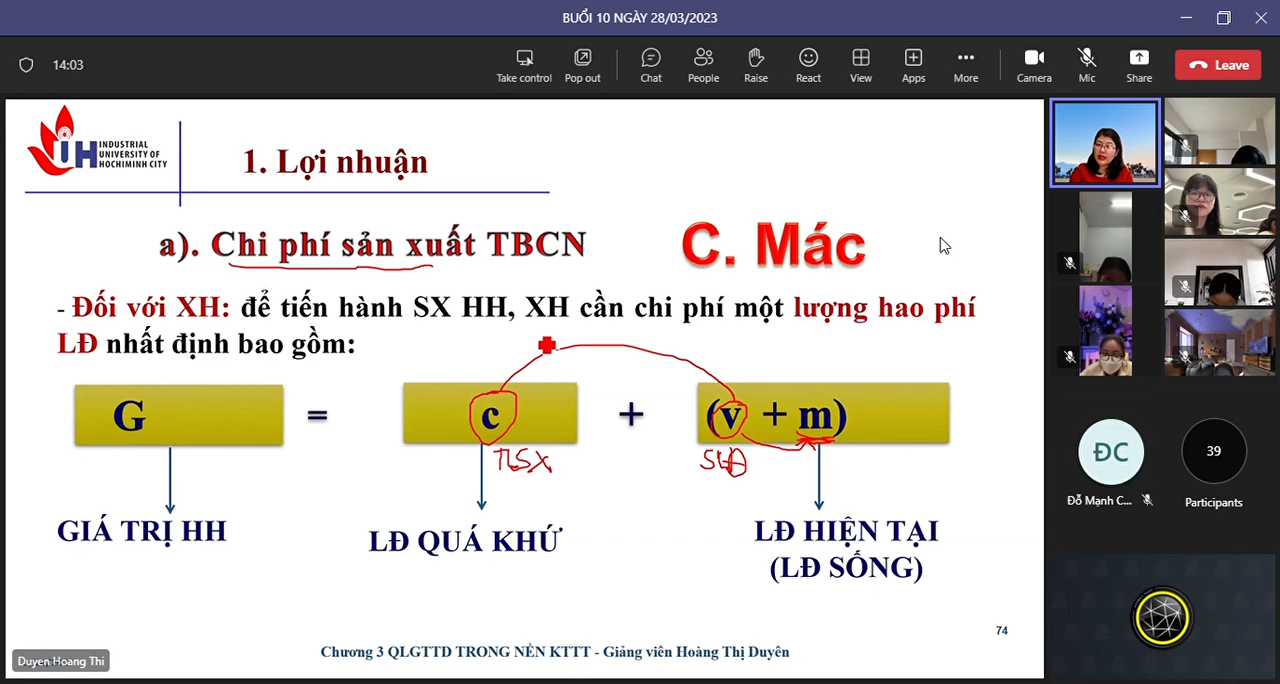 BUỔI 10 NGÀY 28/03/2023
14:03
Take control
Pop out
Chat
People
Raise
React
View
Apps
More
Camera
Mic
Share
Leave
IUH
INDUSTRIAL
UNIVERSITY OF
HOCHIMINH CITY
1. Lợi nhuận
a). Chi phí sản xuất TBCN
C. Mác
- Đối với XH: để tiến hành SX HH, XH cần chi phí một lượng hao phí
LĐ nhất định bao gồm:
G = c + (v + m)
TLSX
SLĐ
GIÁ TRỊ HH
LĐ QUÁ KHỨ
LĐ HIỆN TẠI
(LĐ SỐNG)
74
Chương 3 QLGTTD TRONG NỀN KTTT - Giảng viên Hoàng Thị Duyên
Duyen Hoang Thi
ĐC
Đỗ Mạnh C...
39
Participants